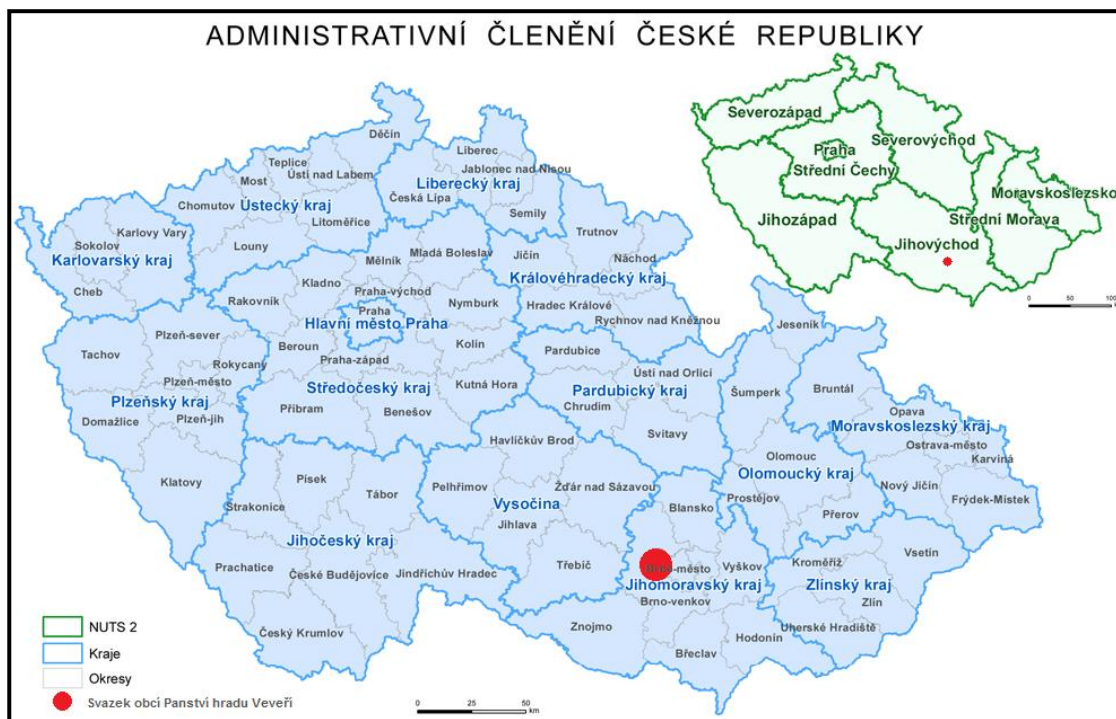 ADMINISTRATIVNÍ ČLENĚNÍ ČESKÉ REPUBLIKY
Severozápad
Severovýchod
Praha
Střední Čechy
Moravskoslezsko
Střední Morava
Jihozápad
Jihovýchod
0 50 100
Děčín
Liberec
Teplice
Jablonec nad Nisou
Ústí nad Labem
Most
Liberecký kraj
Česká Lípa
Chomutov
Ústecký kraj
Semily
Litoměřice
Karlovy Vary
Trutnov
Sokolov
Louny
Mladá Boleslav
Jičín
Náchod
Karlovarský kraj
Mělník
Královéhradecký kraj
Kladno
Cheb
Rakovník
Praha-východ
Nymburk
Hradec Králové
Praha
Rychnov nad Kněžnou
Hlavní město Praha
Jeseník
Plzeň-sever
Beroun
Kolín
Pardubice
Tachov
Rokycany
Praha-západ
Ústí nad Orlicí
Plzeň-město
Středočeský kraj
Kutná Hora
Pardubický kraj
Šumperk
Bruntál
Plzeňský kraj
Příbram
Benešov
Chrudim
Opava
Domažlice
Plzeň-jih
Moravskoslezský kraj
Svitavy
Havlíčkův Brod
Ostrava-město
Olomouc
Karviná
Klatovy
Písek
Pelhřimov
Žďár nad Sázavou
Olomoucký kraj
Nový Jičín
Frýdek-Místek
Tábor
Vysočina
Prostějov
Strakonice
Blansko
Přerov
Jihlava
Jihočeský kraj
Vsetín
Prachatice
České Budějovice
Jindřichův Hradec
Třebíč
Brno-město
Vyškov
Kroměříž
Jihomoravský kraj
Zlínský kraj
Brno-venkov
Zlín
Znojmo
Uherské Hradiště
Český Krumlov
Hodonín
Břeclav
NUTS 2
Kraje
Okresy
Svazek obcí Panství hradu Veveří
0 25 50
km